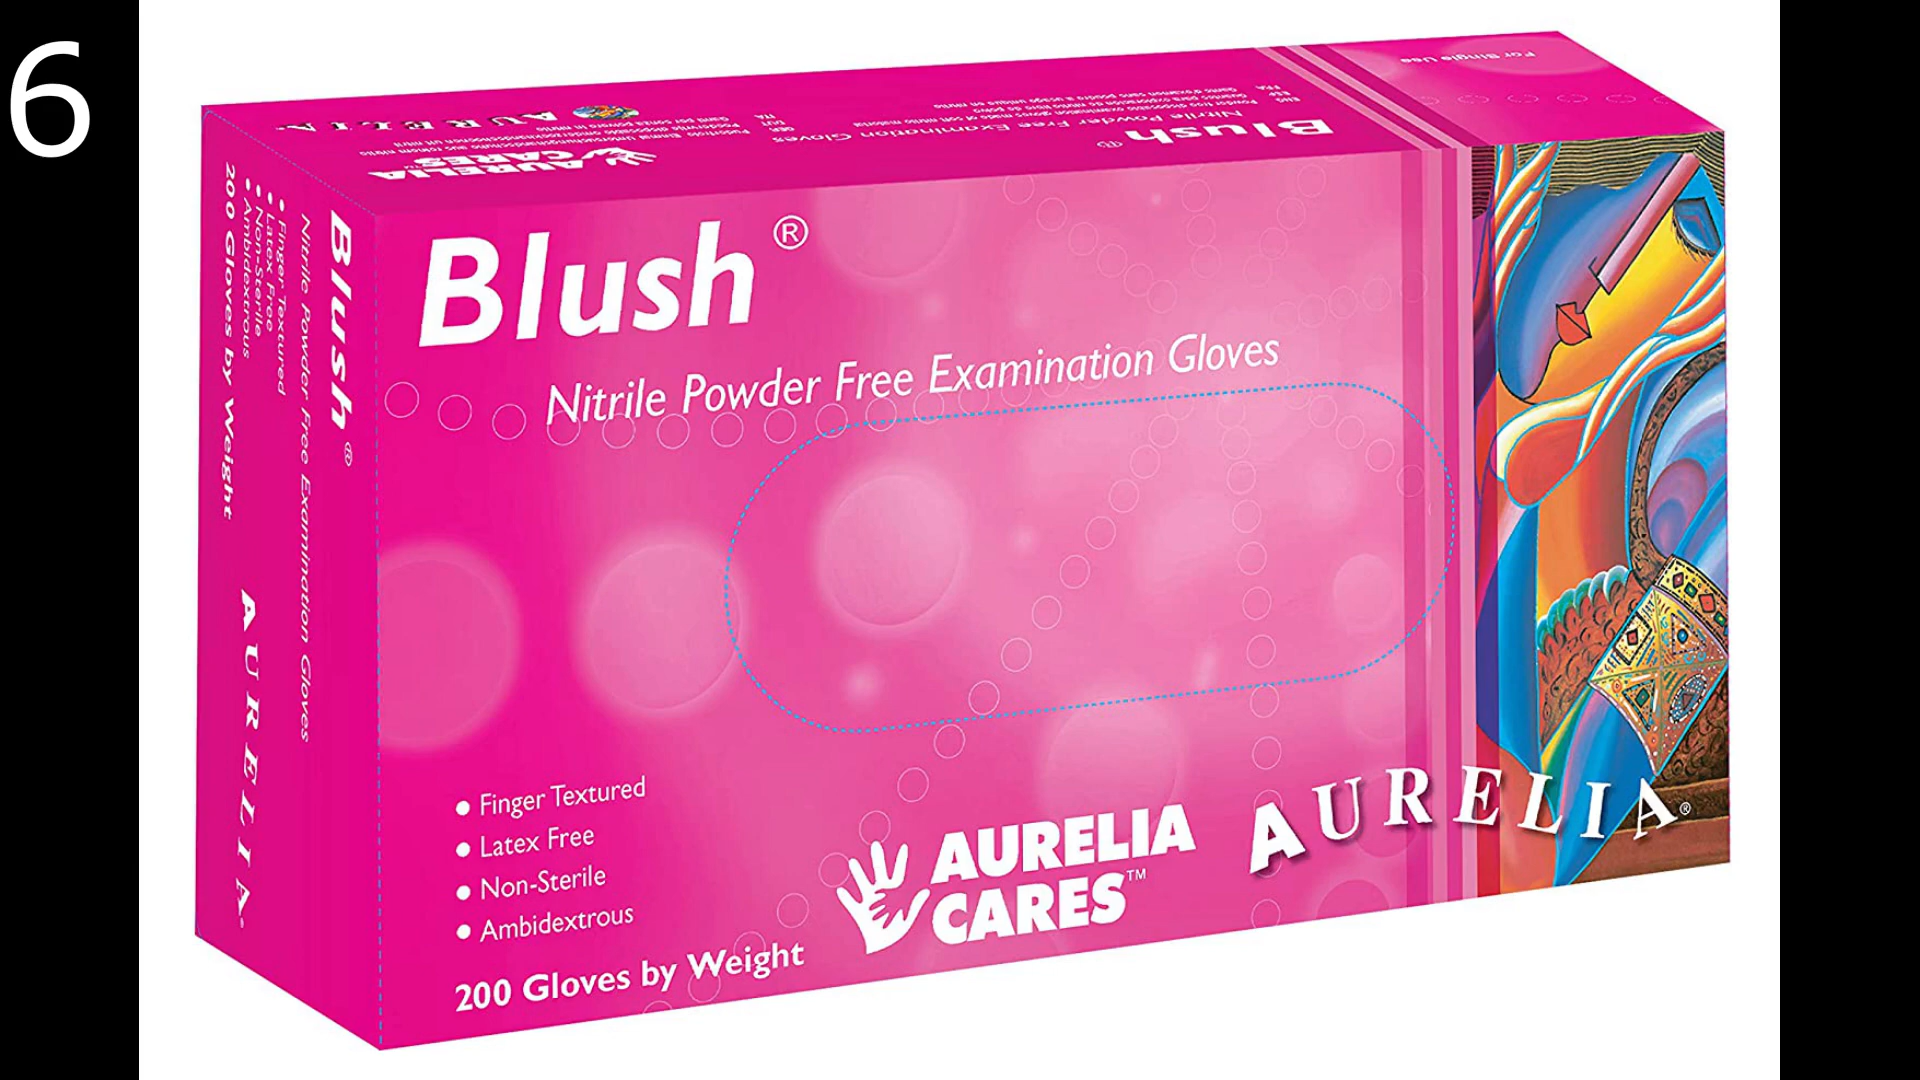 6
For Single Use
Blush®
Nitrile Powder Free Examination Gloves
AURELIA
AURELIA
CARES
Blush®
Nitrile Powder Free Examination Gloves
• Finger Textured
• Latex Free
• Non-Sterile
• Ambidextrous
200 Gloves by Weight
AURELIA®
Blush®
Nitrile Powder Free Examination Gloves
• Finger Textured
• Latex Free
• Non-Sterile
• Ambidextrous
200 Gloves by Weight
AURELIA
CARES™
AURELIA®